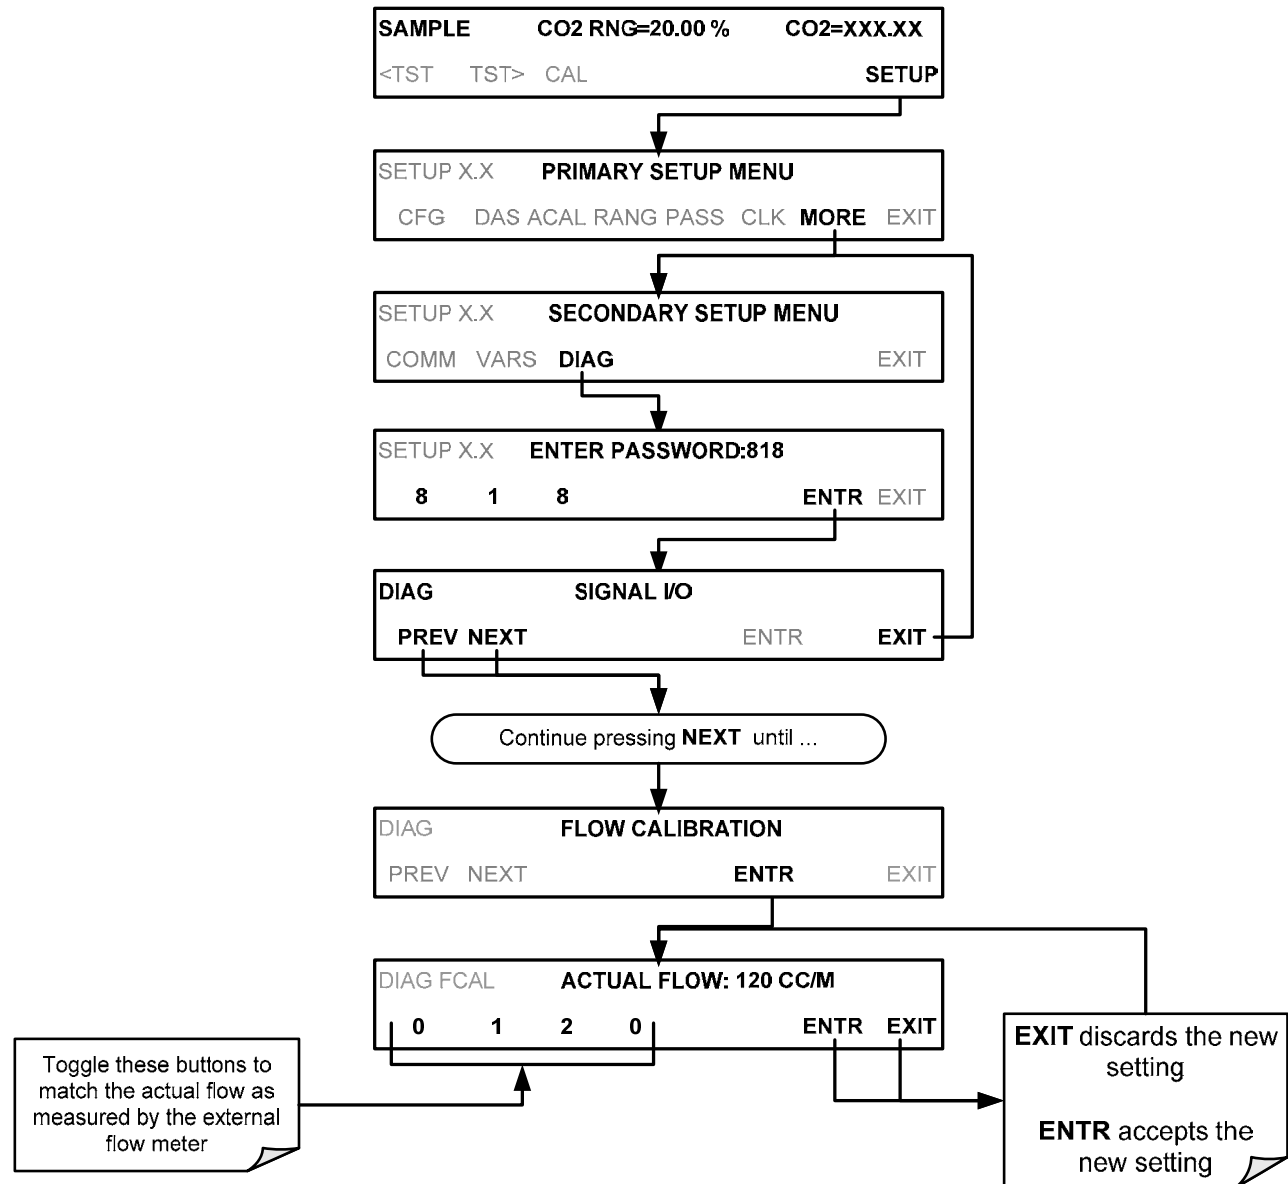 SAMPLE CO2 RNG=20.00 % CO2=XXX.XX
<TST TST> CAL SETUP
SETUP X.X PRIMARY SETUP MENU
CFG DAS ACAL RANG PASS CLK MORE EXIT
SETUP X.X SECONDARY SETUP MENU
COMM VARS DIAG EXIT
SETUP X.X ENTER PASSWORD:818
8 1 8 ENTR EXIT
DIAG SIGNAL I/O
PREV NEXT ENTR EXIT
Continue pressing NEXT until ...
DIAG FLOW CALIBRATION
PREV NEXT ENTR EXIT
DIAG FCAL ACTUAL FLOW: 120 CC/M
0 1 2 0 ENTR EXIT
Toggle these buttons to
match the actual flow as
measured by the external
flow meter
EXIT discards the new
setting
ENTR accepts the
new setting